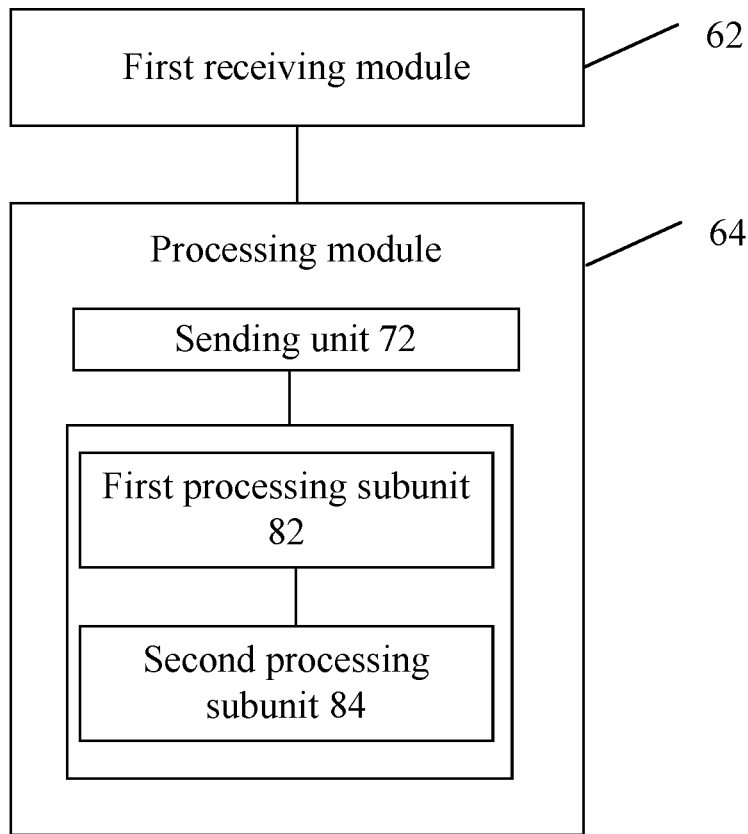 First receiving module
62
Processing module
64
Sending unit 72
First processing subunit
82
Second processing
subunit 84